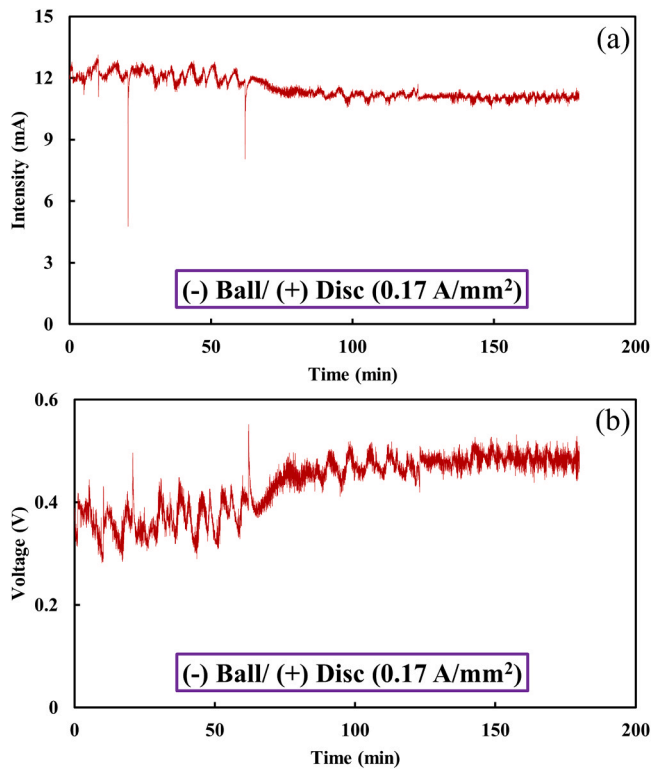 15
(a)
12
9
6
3
0
Intensity (mA)
(-) Ball/ (+) Disc (0.17 A/mm²)
0 50 100 150 200
Time (min)
0.6
(b)
0.4
0.2
0
Voltage (V)
(-) Ball/ (+) Disc (0.17 A/mm²)
0 50 100 150 200
Time (min)